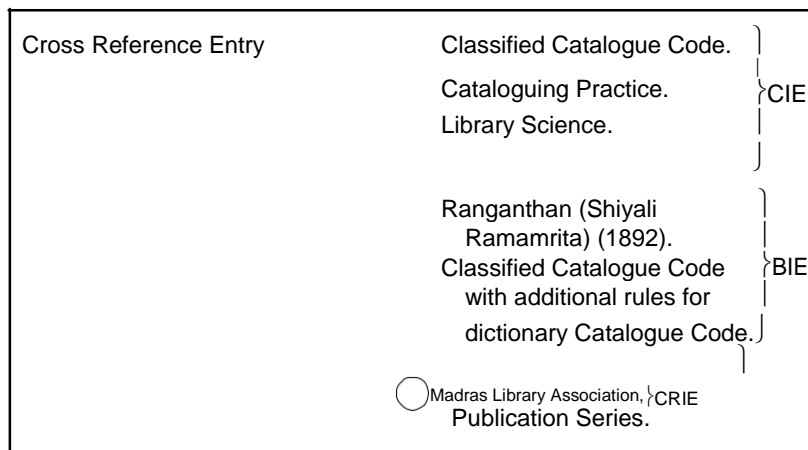 Cross Reference Entry Classified Catalogue Code.
Cataloguing Practice. CIE
Library Science.
Ranganthan (Shiyali
Ramamrita) (1892).
Classified Catalogue Code BIE
with additional rules for
dictionary Catalogue Code.
Madras Library Association, CRIE
Publication Series.